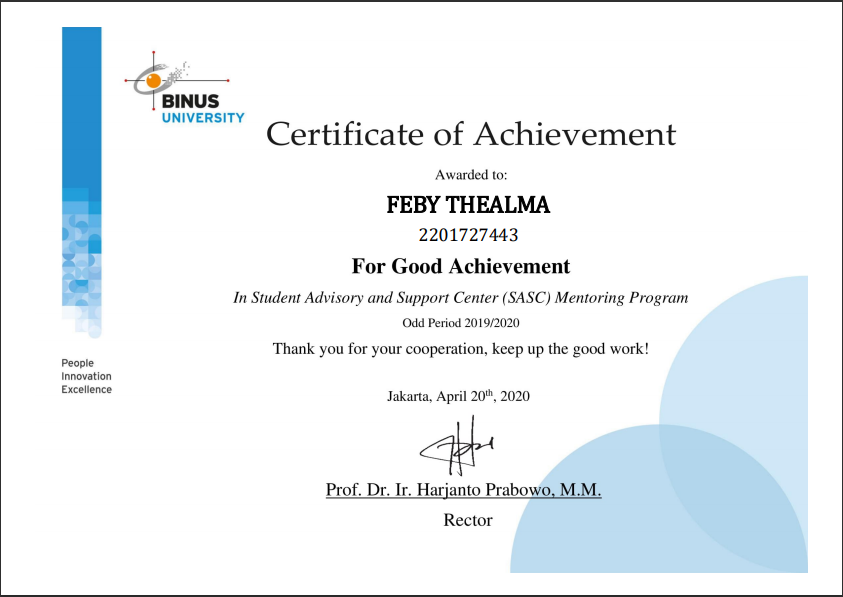 BINUS
UNIVERSITY
Certificate of Achievement
Awarded to:
FEBY THEALMA
2201727443
For Good Achievement
In Student Advisory and Support Center (SASC) Mentoring Program
Odd Period 2019/2020
Thank you for your cooperation, keep up the good work!
People
Innovation
Excellence
Jakarta, April 20th, 2020
Prof. Dr. Ir. Harjanto Prabowo, M.M.
Rector